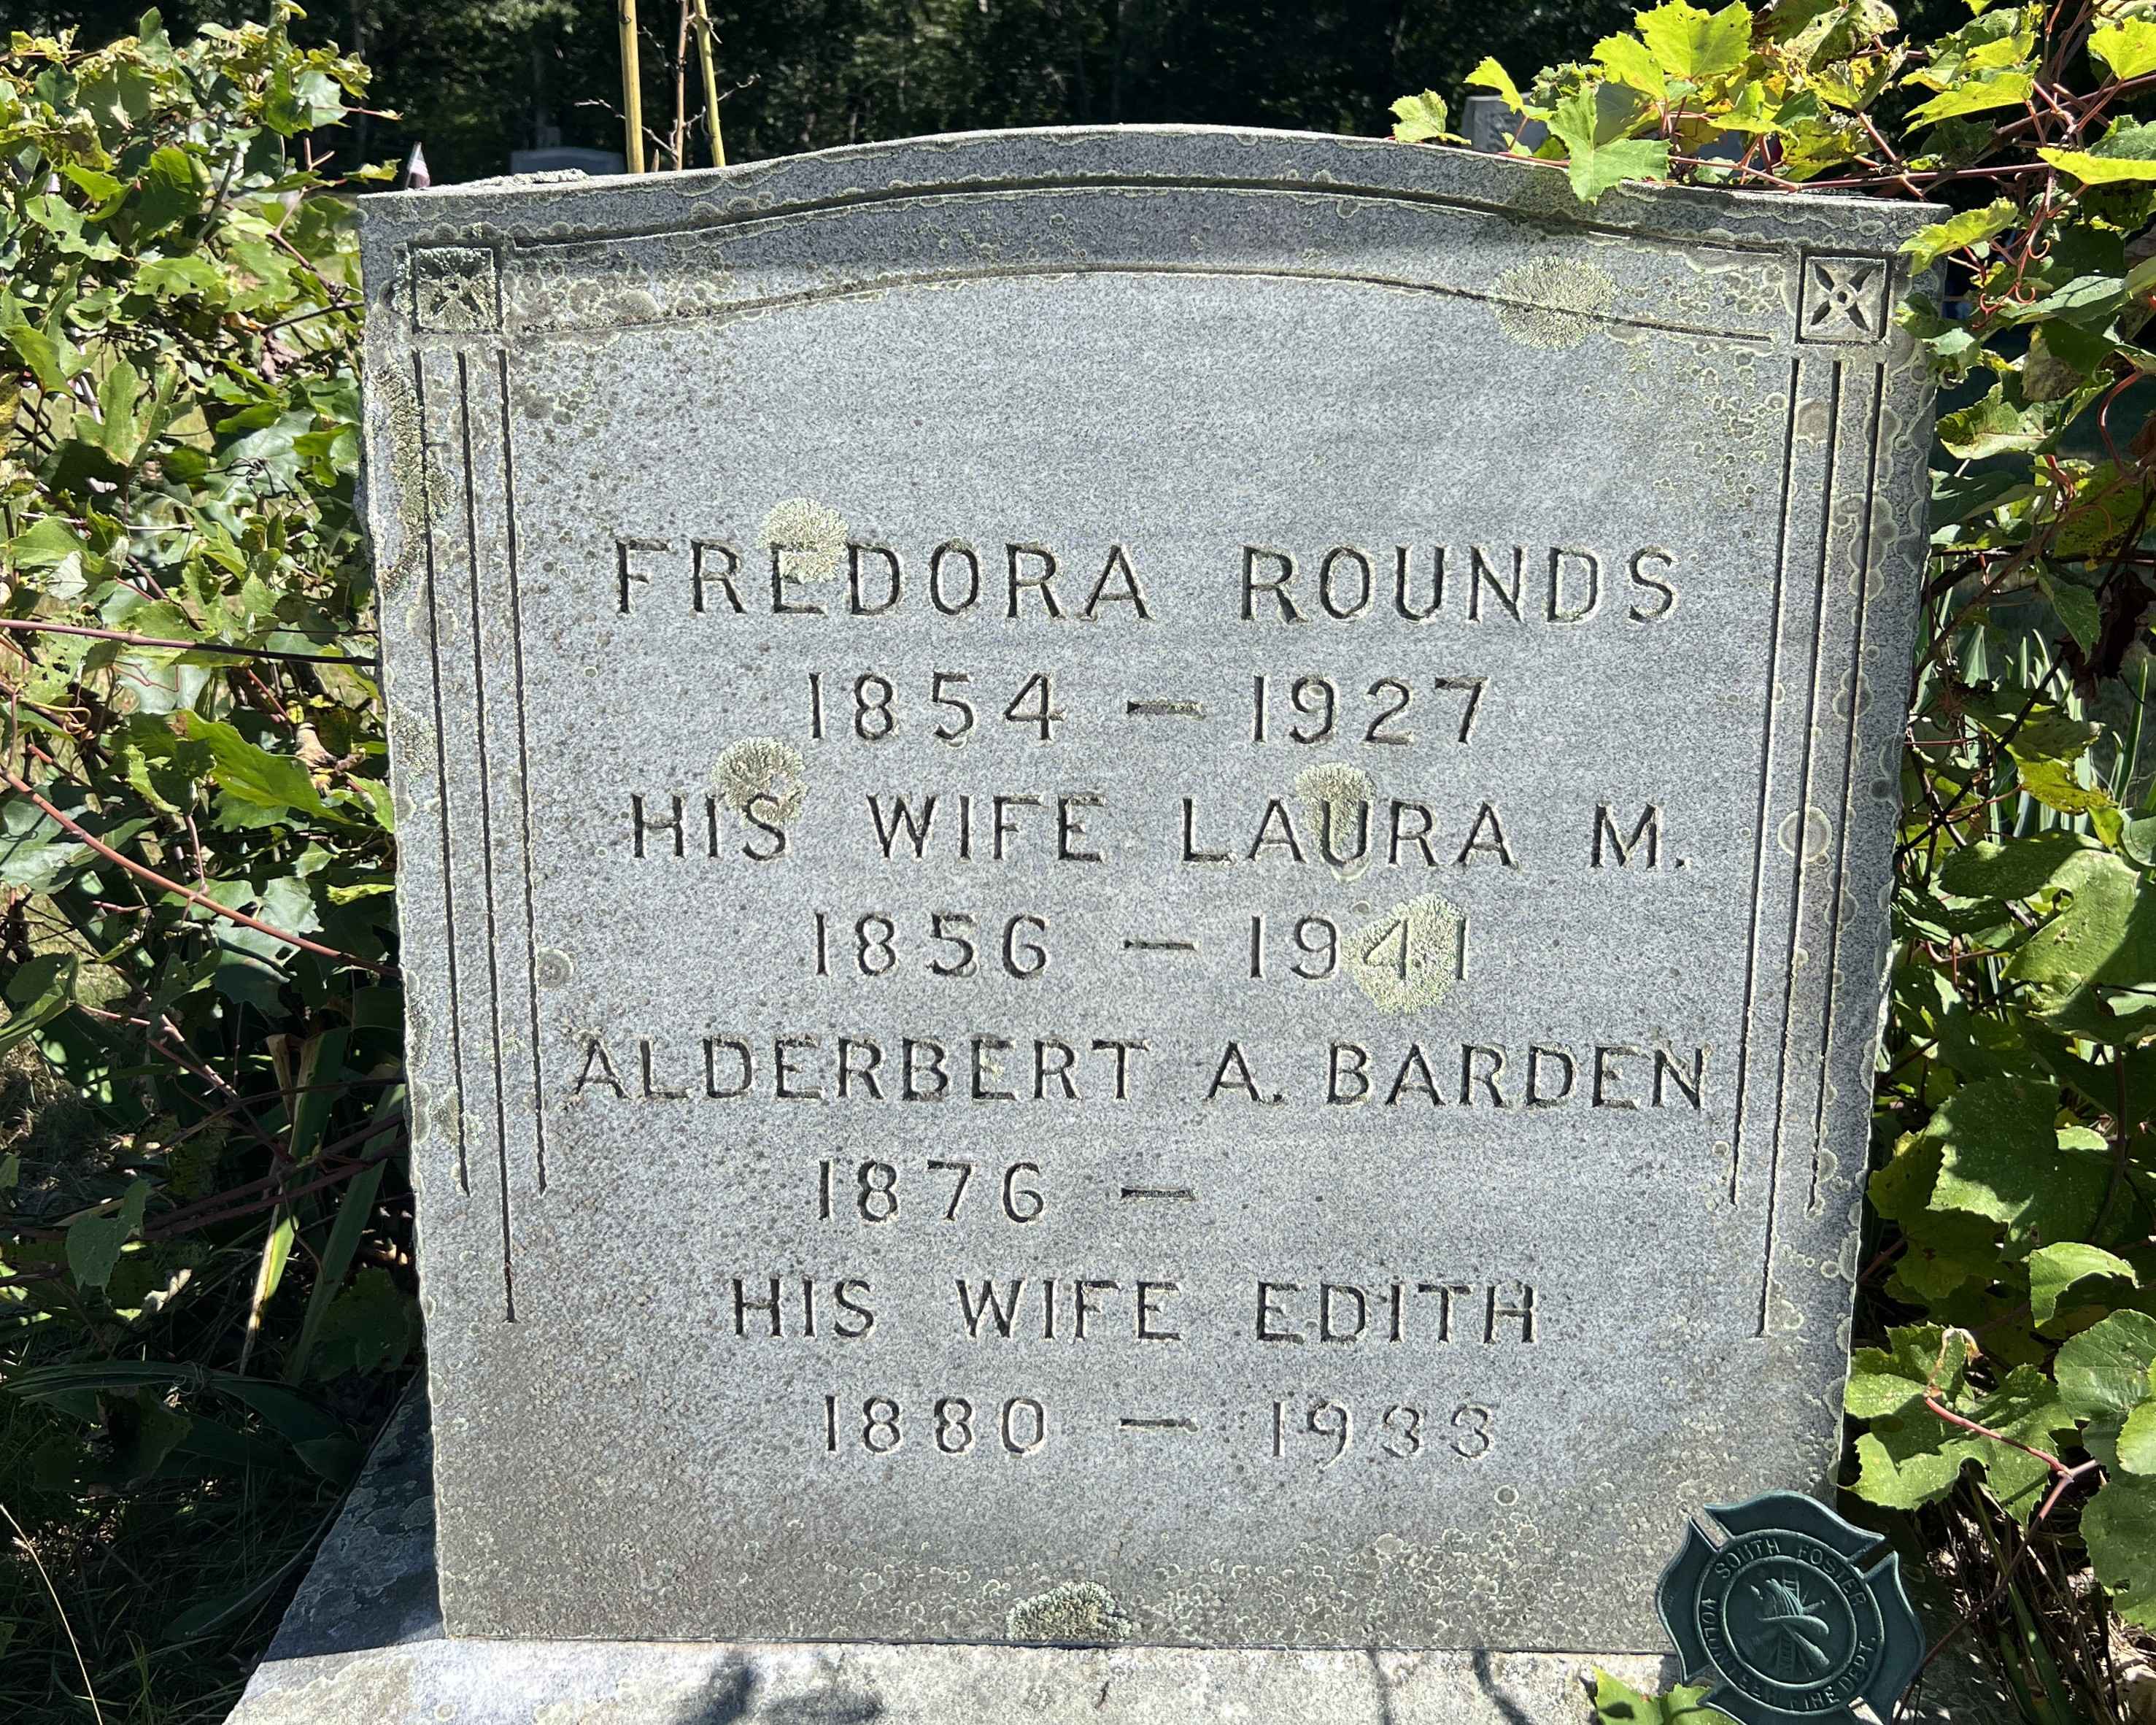 FREDORA ROUNDS
1854 — 1927
HIS WIFE LAURA M.
1856 — 1941
ALDERBERT A. BARDEN
1876 —
HIS WIFE EDITH
1880 — 1933
SOUTH FOSTER
VOLUNTEER FIRE DEPT.